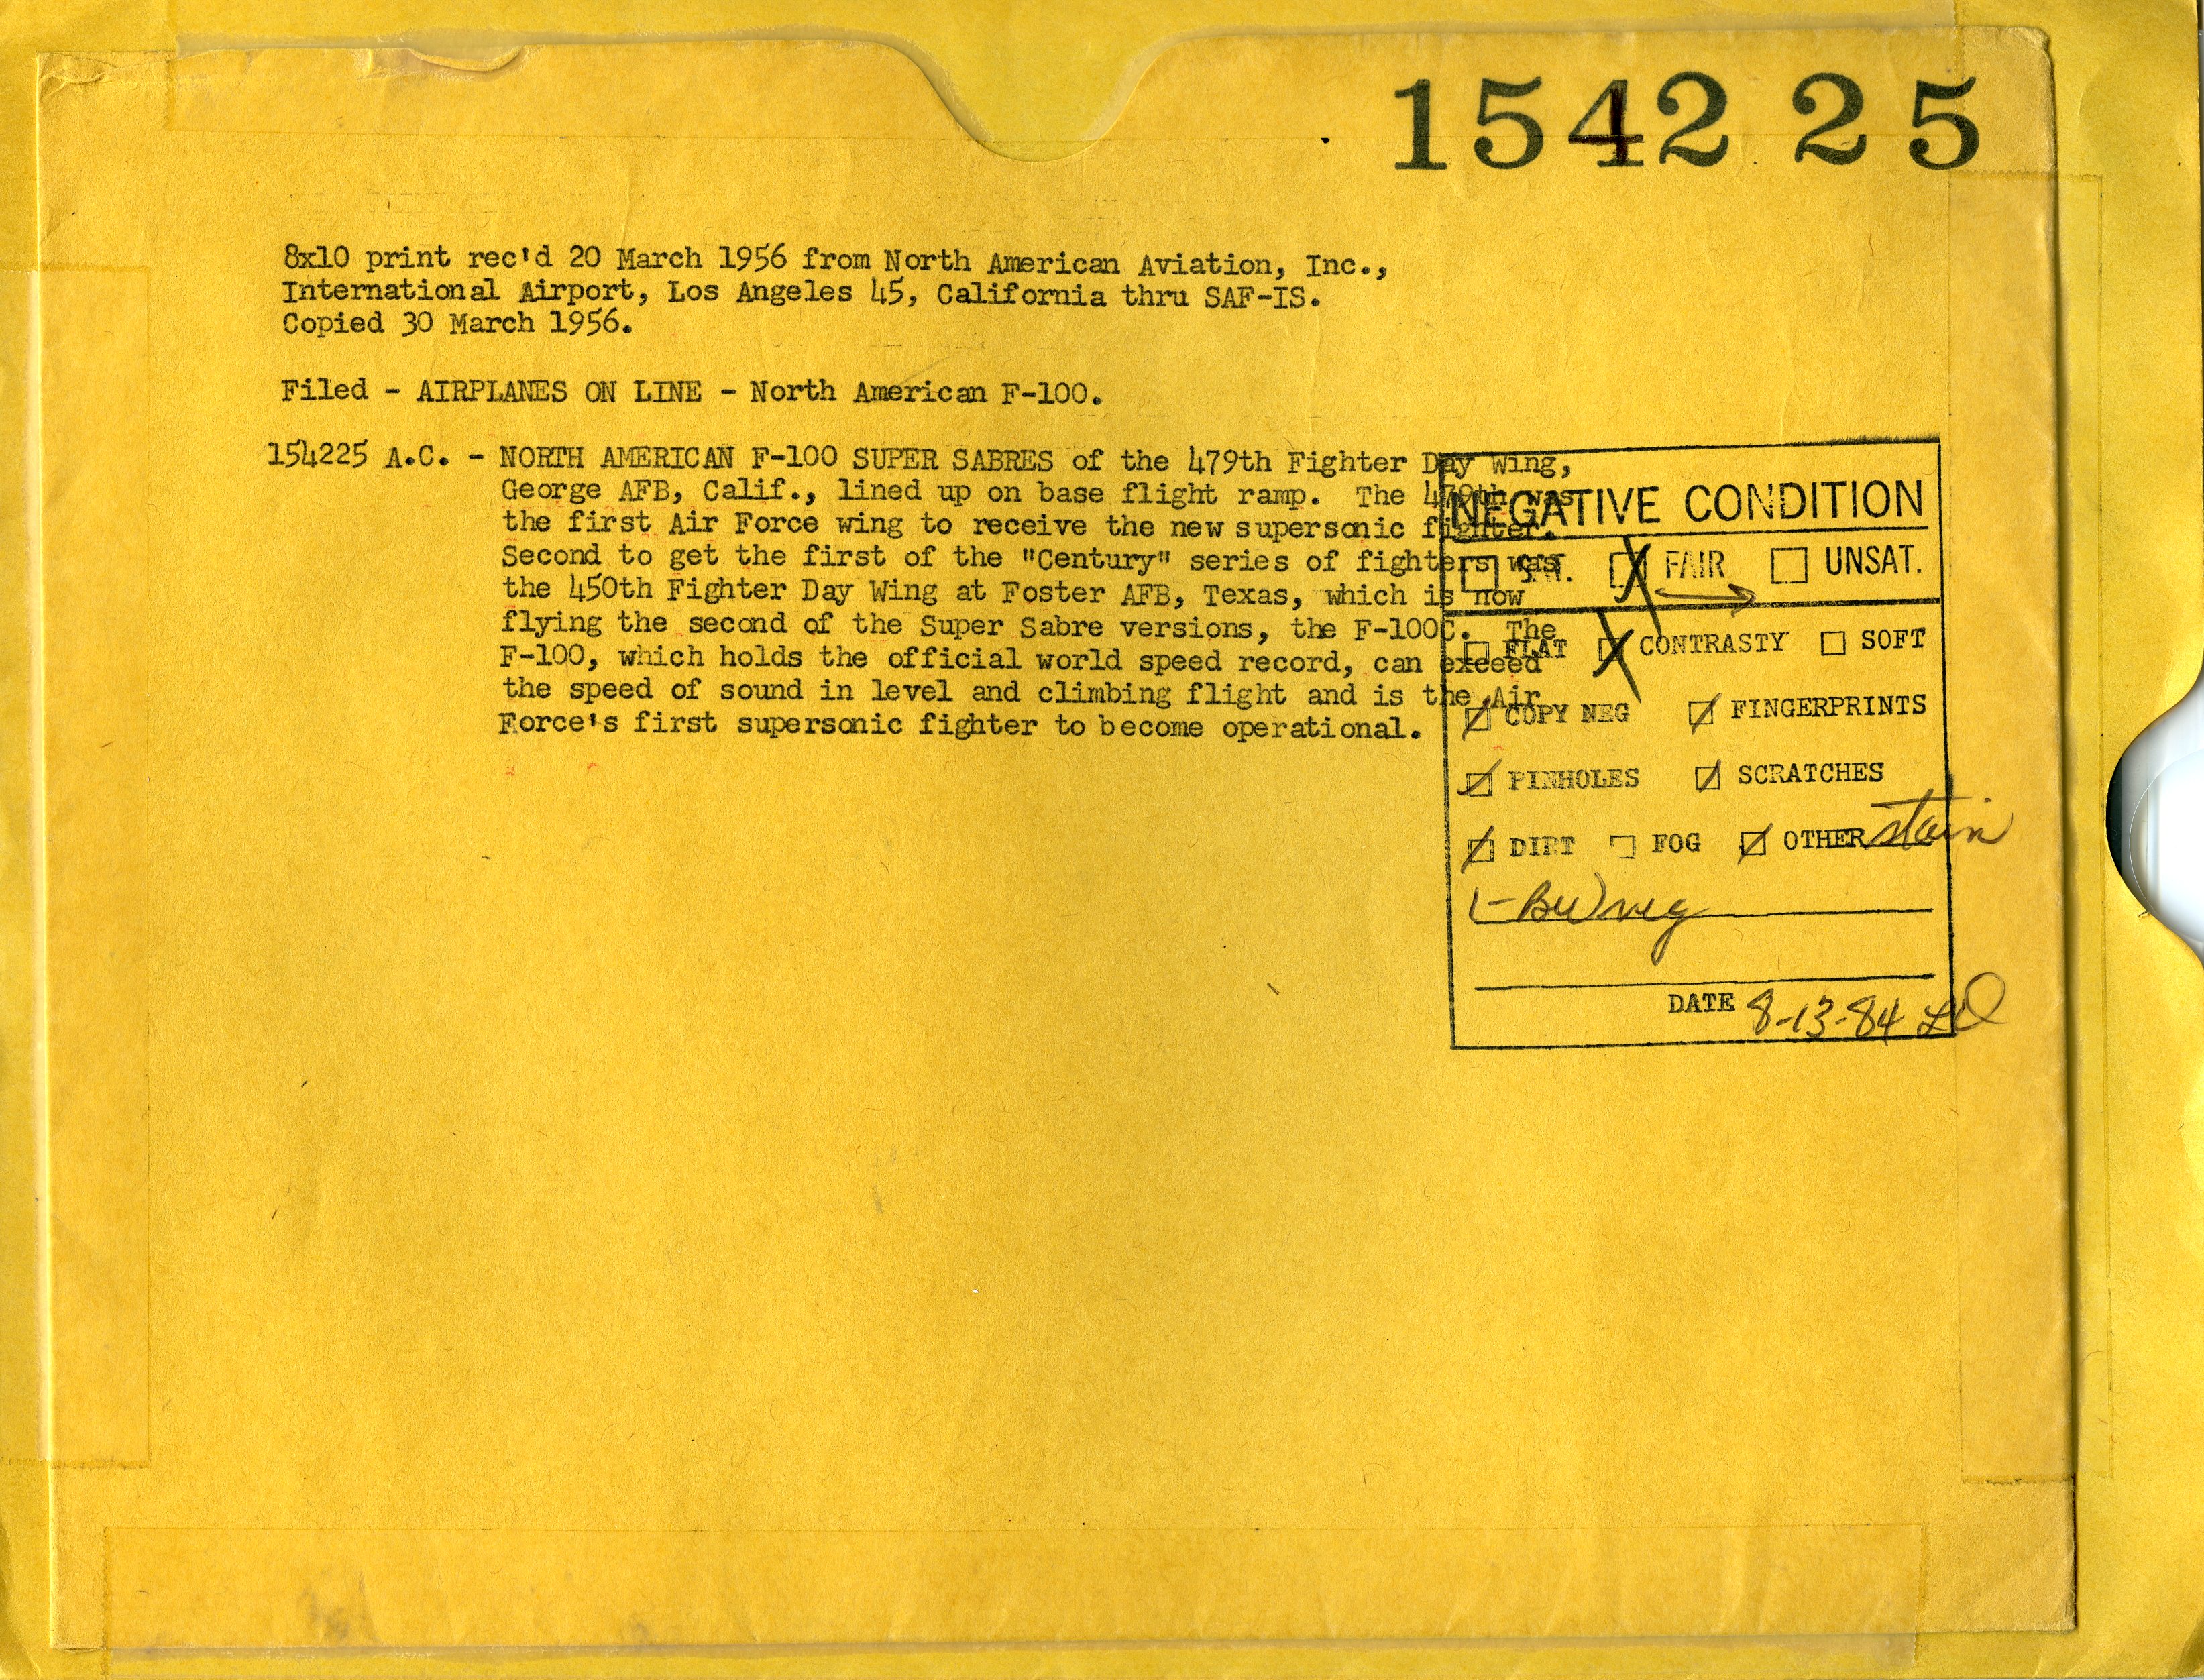 154225
8x10 print rec'd 20 March 1956 from North American Aviation, Inc.,
International Airport, Los Angeles 45, California thru SAF-IS.
Copied 30 March 1956.
Filed - AIRPLANES ON LINE - North American F-100.
154225 A.C. - NORTH AMERICAN F-100 SUPER SABRES of the 479th Fighter Day Wing,
George AFB, Calif., lined up on base flight ramp. The 479th was
the first Air Force wing to receive the new supersonic fighter.
Second to get the first of the "Century" series of fighters was
the 450th Fighter Day Wing at Foster AFB, Texas, which is now
flying the second of the Super Sabre versions, the F-100C. The
F-100, which holds the official world speed record, can exceed
the speed of sound in level and climbing flight and is the Air
Force's first supersonic fighter to become operational.
NEGATIVE CONDITION
SAT. FAIR UNSAT.
FLAT CONTRASTY SOFT
COPY NEG FINGERPRINTS
PINHOLES SCRATCHES
DIRT FOG OTHER stain
1-BW neg
DATE 8-13-84